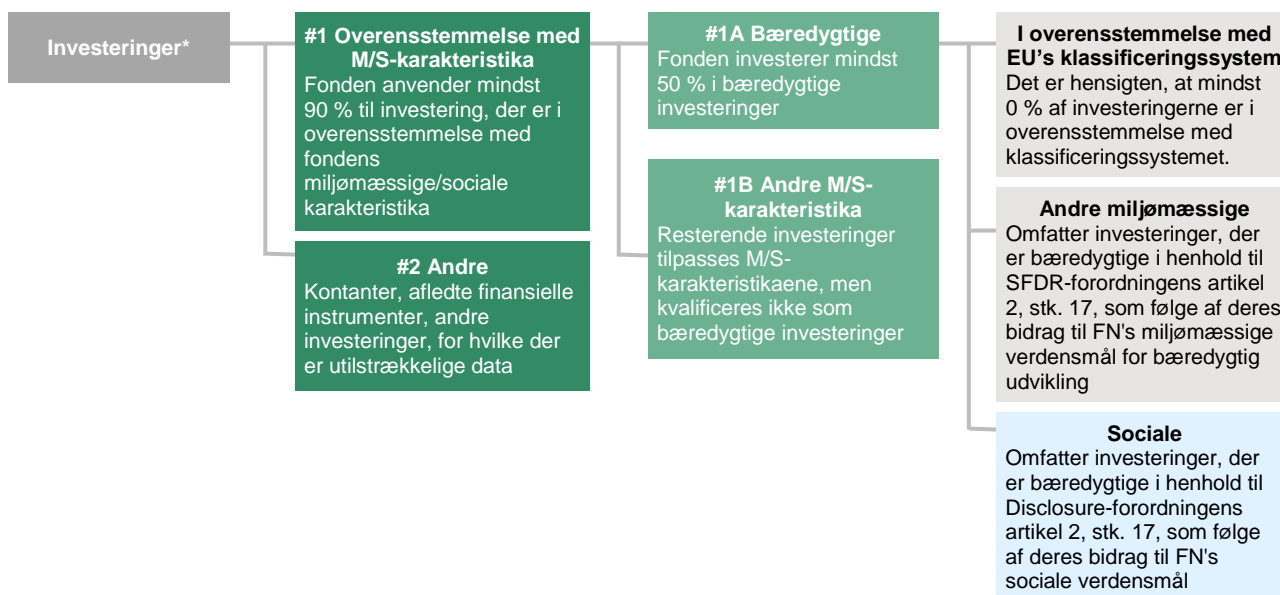 Investeringer*
#1 Overensstemmelse med
M/S-karakteristika
Fonden anvender mindst
90 % til investering, der er i
overensstemmelse med
fondens
miljømæssige/sociale
karakteristika
#2 Andre
Kontanter, afledte finansielle
instrumenter, andre
investeringer, for hvilke der
er utilstrækkelige data
#1A Bæredygtige
Fonden investerer mindst
50 % i bæredygtige
investeringer
#1B Andre M/S-
karakteristika
Resterende investeringer
tilpasses M/S-
karakteristikaene, men
kvalificeres ikke som
bæredygtige investeringer
I overensstemmelse med
EU's klassificeringssystem
Det er hensigten, at mindst
0 % af investeringerne er i
overensstemmelse med
klassificeringssystemet.
Andre miljømæssige
Omfatter investeringer, der
er bæredygtige i henhold til
SFDR-forordningens artikel
2, stk. 17, som følge af deres
bidrag til FN's miljømæssige
verdensmål for bæredygtig
udvikling
Sociale
Omfatter investeringer, der
er bæredygtige i henhold til
Disclosure-forordningens
artikel 2, stk. 17, som følge
af deres bidrag til FN's
sociale verdensmål